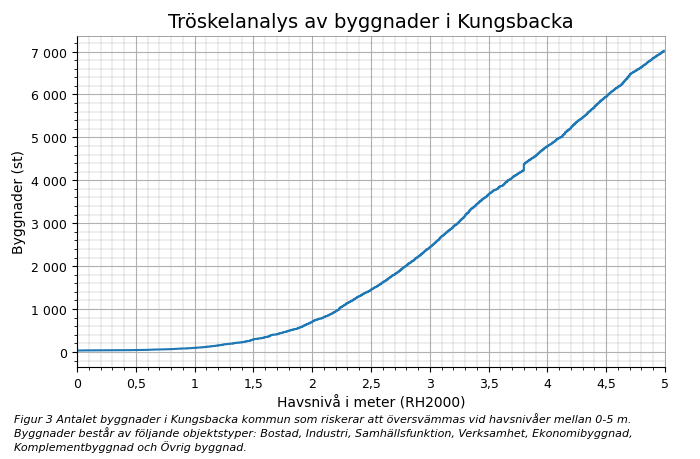 Tröskelanalys av byggnader i Kungsbacka
Byggnader (st)
7 000
6 000
5 000
4 000
3 000
2 000
1 000
0
0 0,5 1 1,5 2 2,5 3 3,5 4 4,5 5
Havsnivå i meter (RH2000)
Figur 3 Antalet byggnader i Kungsbacka kommun som riskerar att översvämmas vid havsnivåer mellan 0-5 m.
Byggnader består av följande objektstyper: Bostad, Industri, Samhällsfunktion, Verksamhet, Ekonomibyggnad,
Komplementbyggnad och Övrig byggnad.